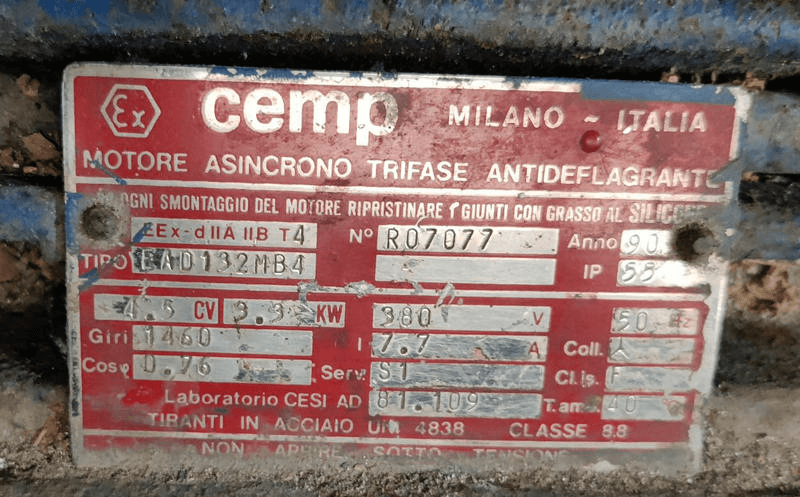 Ex cemp MILANO ~ ITALIA
MOTORE ASINCRONO TRIFASE ANTIDEFLAGRANTE
OGNI SMONTAGGIO DEL MOTORE RIPRISTINARE I GIUNTI CON GRASSO AL SILICONE
EEx-d IIA IIB T4 N° R07077 Anno 90
TIPO AD132MB4 IP 58
4.5 CV 3.3 KW 380 V 50 Hz
Giri 1460 I 7.7 A Coll. 人
Cosφ 0.76 Serv. S1 Cl.is. F
Laboratorio CESI AD 81.109 T.amb. 40 °C
TIRANTI IN ACCIAIO UNI 4838 CLASSE 8.8
NON APRIRE SOTTO TENSIONE